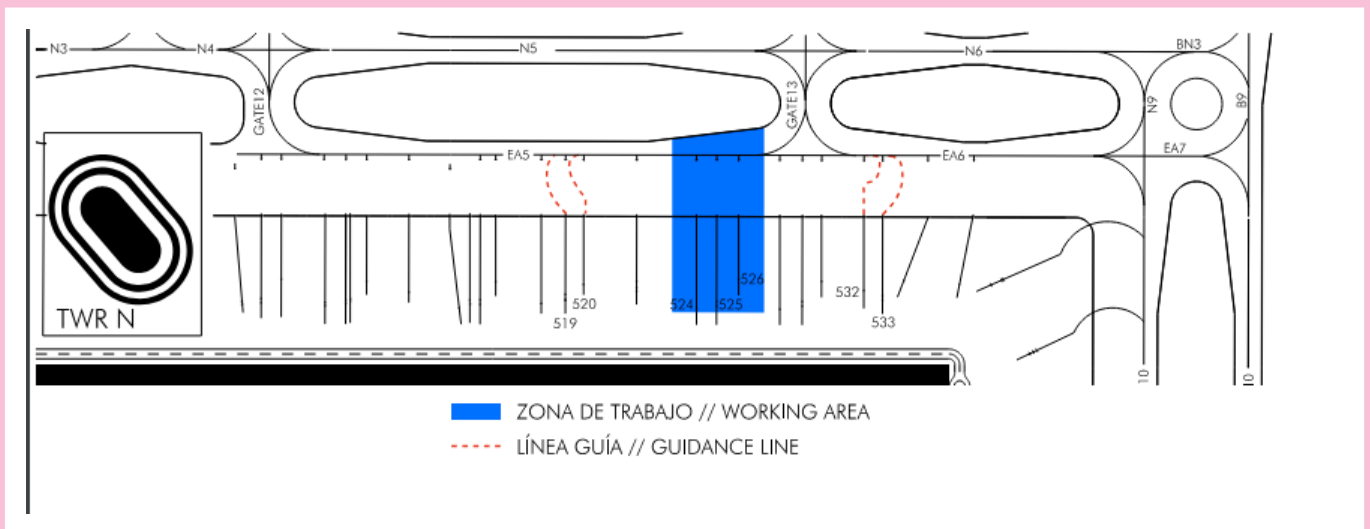 N3
N4
N5
N6
BN3
GATE12
GATE13
N9
B9
EA5
EA6
EA7
TWR N
526
524
525
520
519
532
533
10
10
ZONA DE TRABAJO // WORKING AREA
LÍNEA GUÍA // GUIDANCE LINE